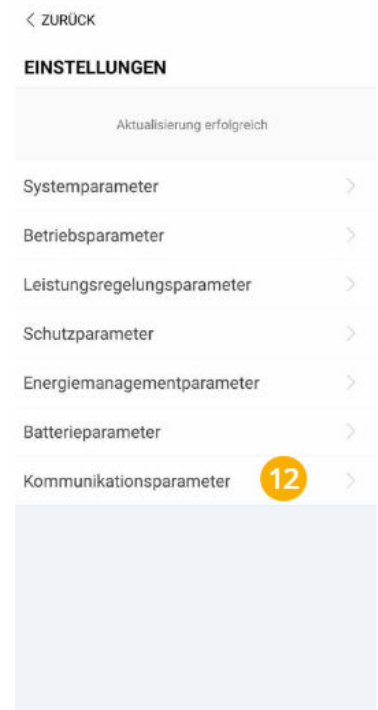 < ZURÜCK
EINSTELLUNGEN
Aktualisierung erfolgreich
Systemparameter
Betriebsparameter
Leistungsregelungsparameter
Schutzparameter
Energiemanagementparameter
Batterieparameter
Kommunikationsparameter 12